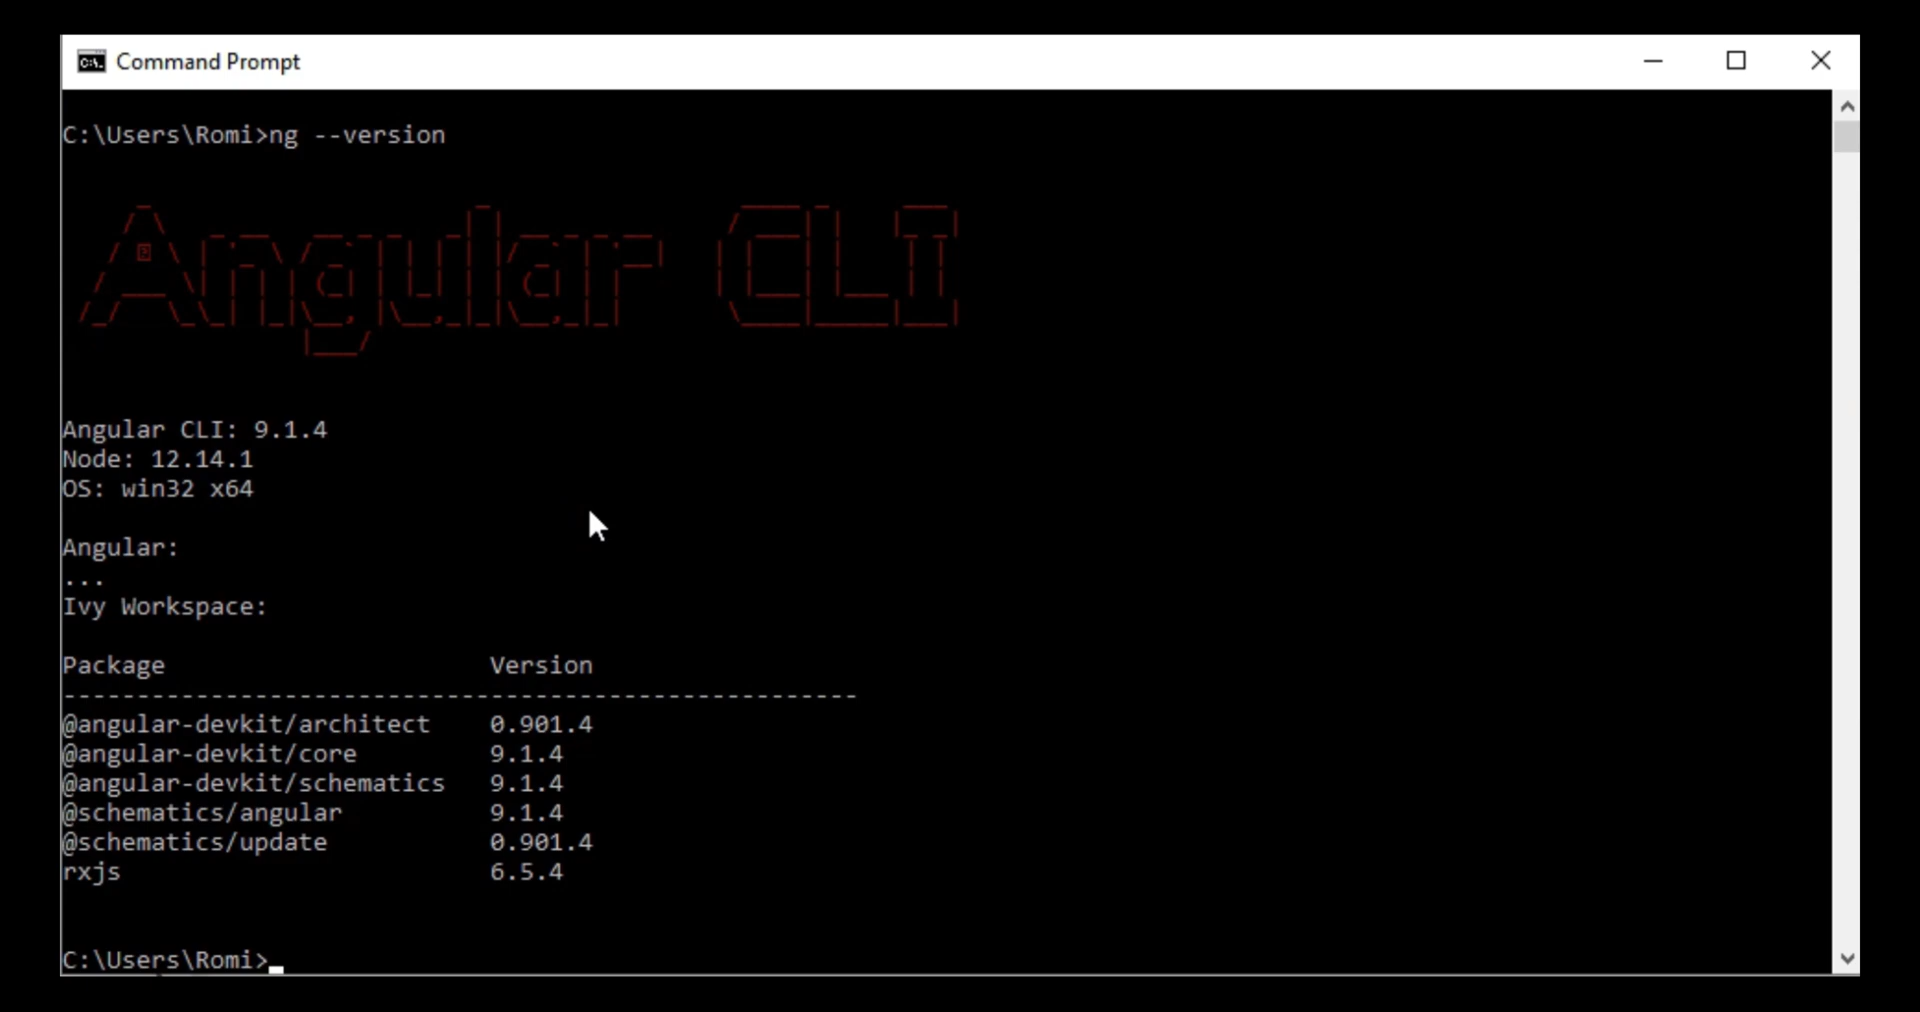 Command Prompt
C:\Users\Romi>ng --version
Angular CLI
Angular CLI: 9.1.4
Node: 12.14.1
OS: win32 x64
Angular:
...
Ivy Workspace:
Package Version
------------------------------------------------------
@angular-devkit/architect 0.901.4
@angular-devkit/core 9.1.4
@angular-devkit/schematics 9.1.4
@schematics/angular 9.1.4
@schematics/update 0.901.4
rxjs 6.5.4
C:\Users\Romi>